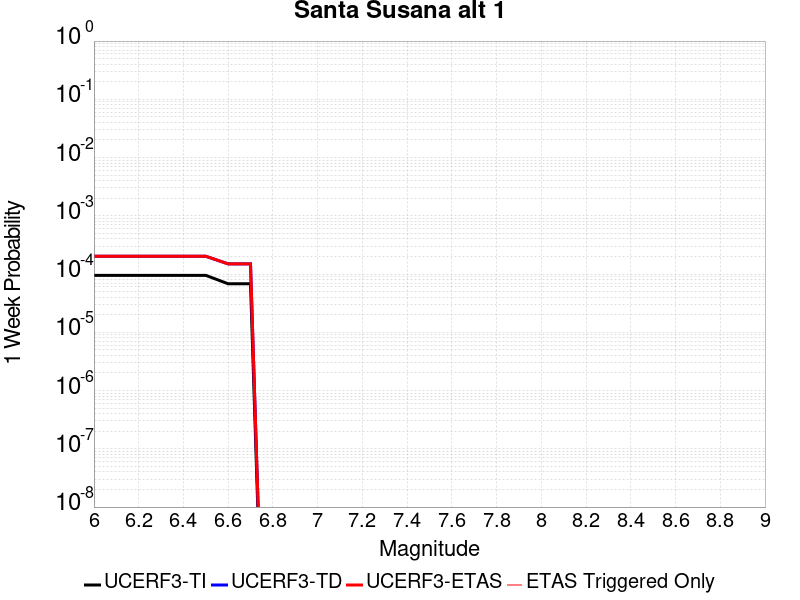 Santa Susana alt 1
10^0
10^-1
10^-2
10^-3
10^-4
10^-5
10^-6
10^-7
10^-8
1 Week Probability
6 6.2 6.4 6.6 6.8 7 7.2 7.4 7.6 7.8 8 8.2 8.4 8.6 8.8 9
Magnitude
UCERF3-TI UCERF3-TD UCERF3-ETAS ETAS Triggered Only